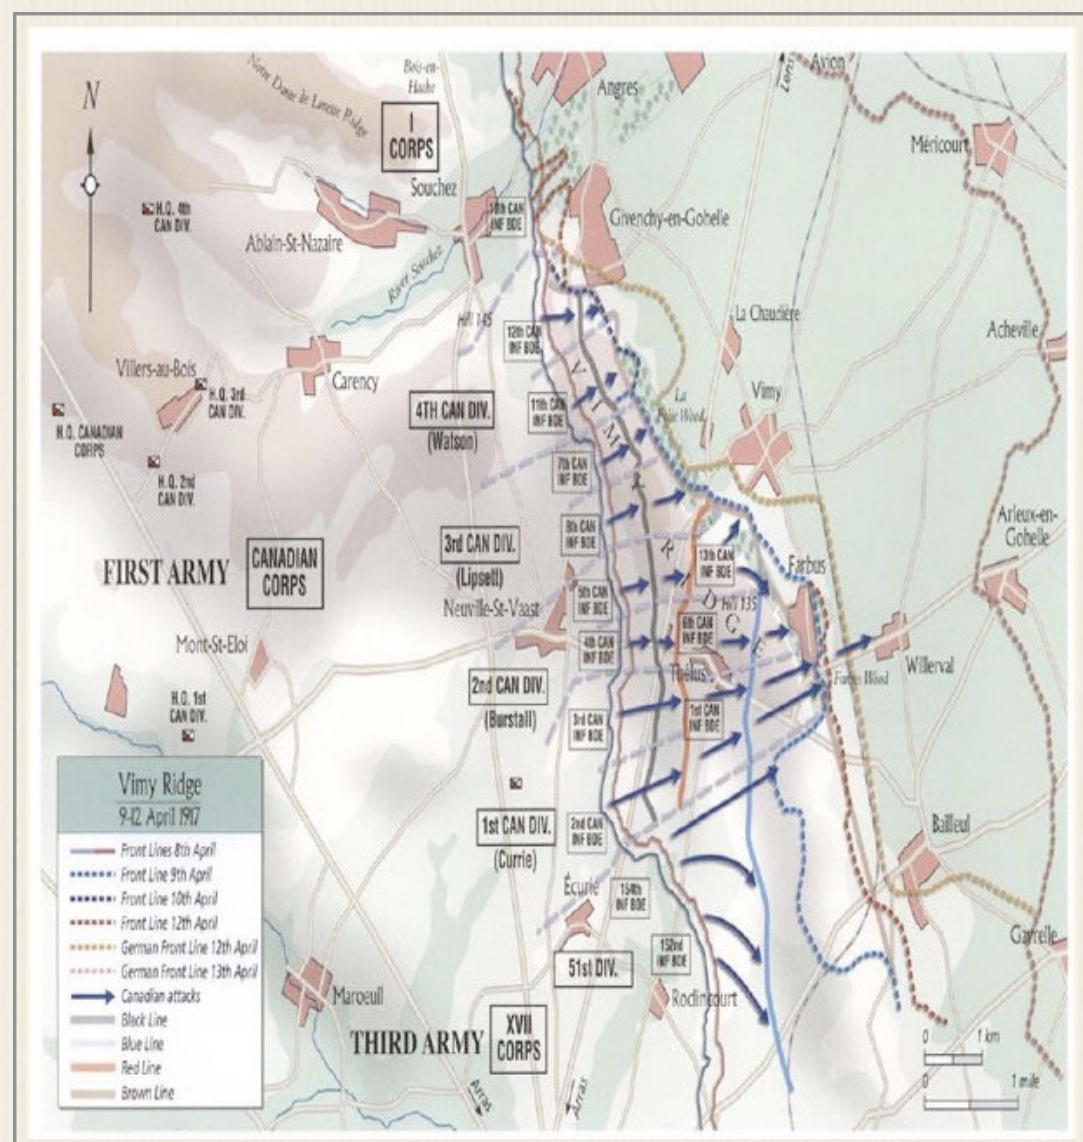 N
Notre Dame de Lorette Ridge
Bois-en-
Hache
I
CORPS
Angres
Lens
Avion
Méricourt
Souchez
H.Q. 4th
CAN DIV.
Ablain-St-Nazaire
10th CAN
INF BDE
Givenchy-en-Gohelle
River Souchez
Hill 145
La Chaudière
Acheville
12th CAN
INF BDE
Villers-au-Bois
H.Q. 3rd
CAN DIV.
Carency
H.Q. CANADIAN
CORPS
4TH CAN DIV.
(Watson)
11th CAN
INF BDE
La
Folie Wood
Vimy
VIMY RIDGE
7th CAN
INF BDE
H.Q. 2nd
CAN DIV.
Arleux-en-
Gohelle
8th CAN
INF BDE
3rd CAN DIV.
(Lipsett)
FIRST ARMY
CANADIAN
CORPS
13th CAN
INF BDE
Farbus
5th CAN
INF BDE
Neuville-St-Vaast
Hill 135
6th CAN
INF BDE
4th CAN
INF BDE
Mont-St-Eloi
Thélus
Willerval
Farbus Wood
2nd CAN DIV.
(Burstall)
H.Q. 1st
CAN DIV.
3rd CAN
INF BDE
1st CAN
INF BDE
1st CAN DIV.
(Currie)
2nd CAN
INF BDE
Bailleul
Écurie
154th
INF BDE
152nd
INF BDE
Gavrelle
51st DIV.
Roclincourt
Maroeuil
THIRD ARMY
XVII
CORPS
Arras
Arras
0 1 km
0 1 mile
Vimy Ridge
9-12 April 1917
Front Lines 8th April
Front Line 9th April
Front Line 10th April
Front Line 12th April
German Front Line 12th April
German Front Line 13th April
Canadian attacks
Black Line
Blue Line
Red Line
Brown Line